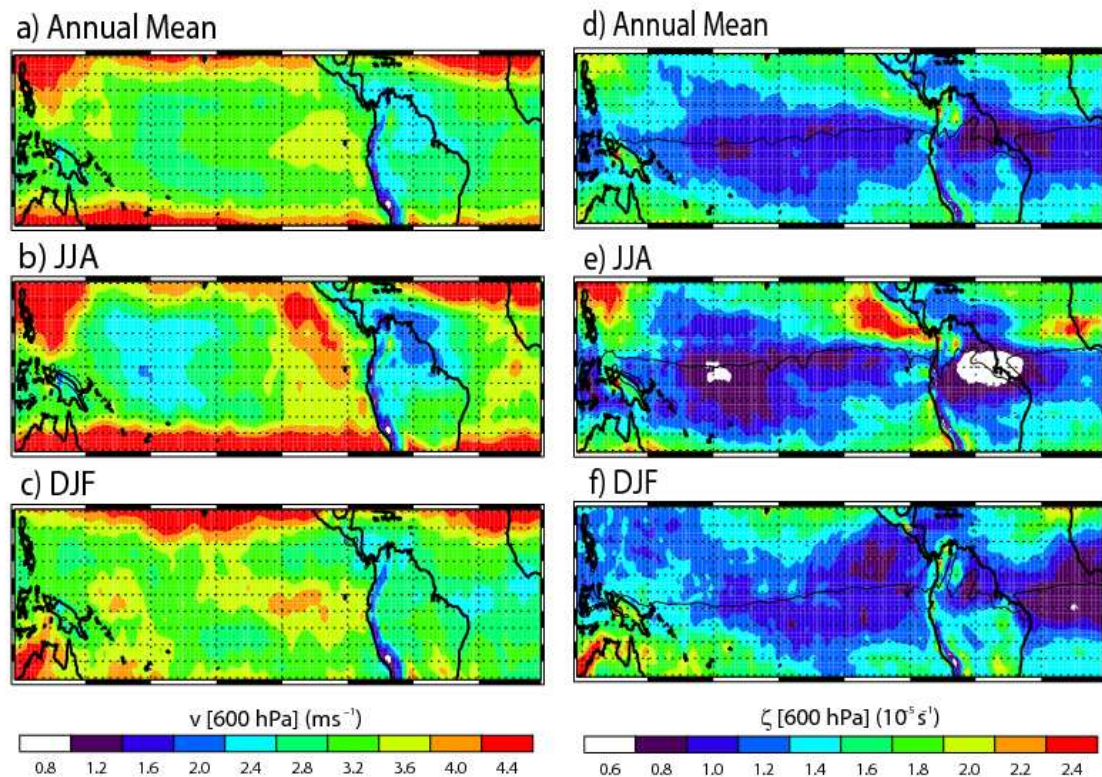 a) Annual Mean
d) Annual Mean
b) JJA
e) JJA
c) DJF
f) DJF
v [600 hPa] (ms⁻¹)
ζ [600 hPa] (10⁻⁵ s⁻¹)
0.8 1.2 1.6 2.0 2.4 2.8 3.2 3.6 4.0 4.4
0.6 0.8 1.0 1.2 1.4 1.6 1.8 2.0 2.2 2.4